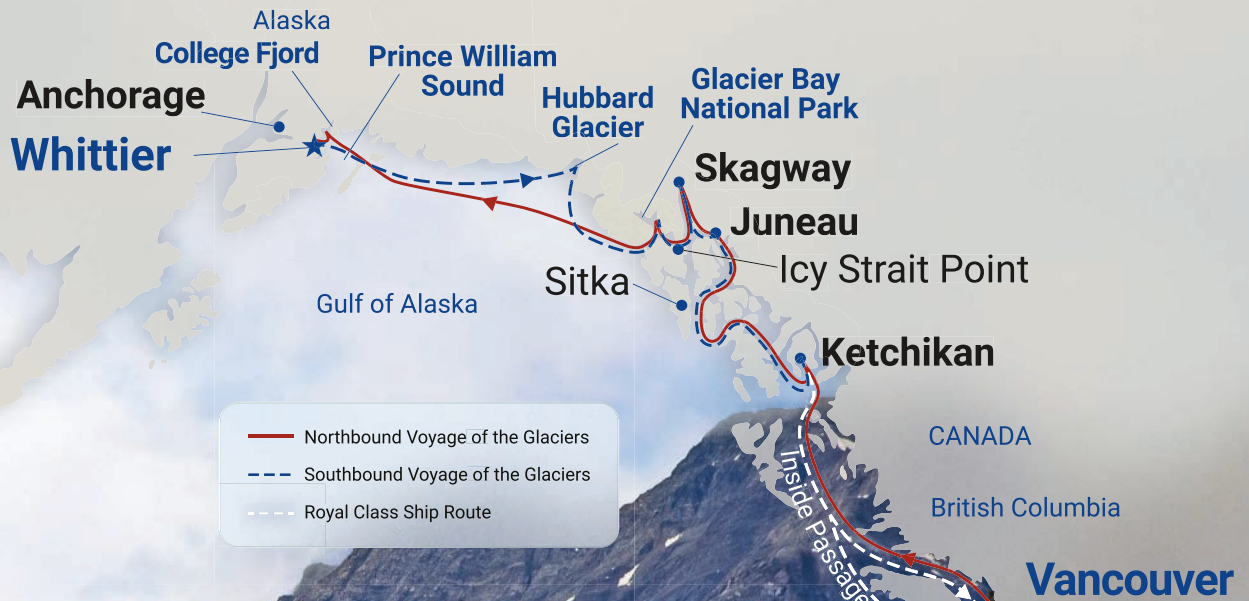 Alaska
College Fjord
Prince William
Sound
Anchorage
Hubbard
Glacier
Glacier Bay
National Park
Whittier
Skagway
Juneau
Icy Strait Point
Sitka
Gulf of Alaska
Ketchikan
Northbound Voyage of the Glaciers
Southbound Voyage of the Glaciers
Royal Class Ship Route
CANADA
Inside Passage
British Columbia
Vancouver